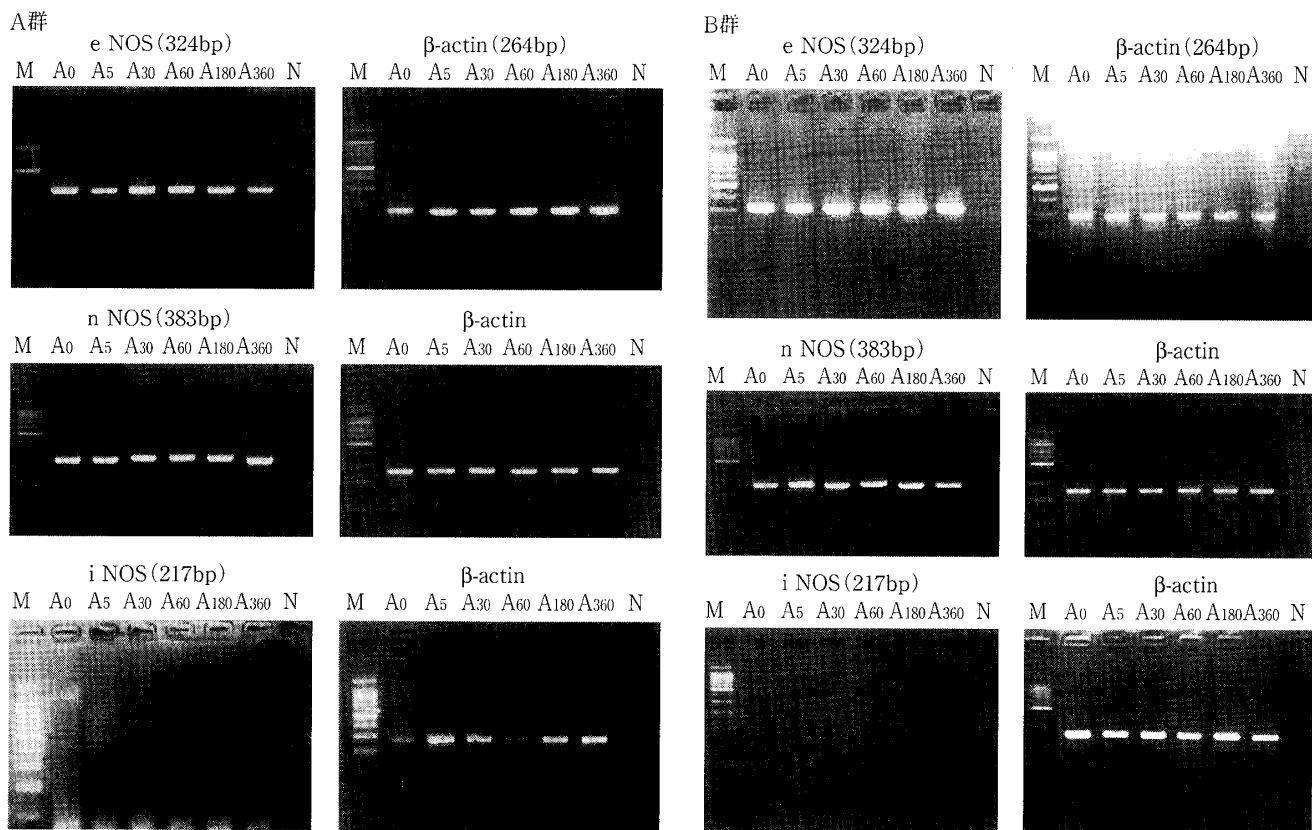 A群
e NOS(324bp)
M A0 A5 A30 A60 A180 A360 N
β-actin(264bp)
M A0 A5 A30 A60 A180 A360 N
n NOS(383bp)
M A0 A5 A30 A60 A180 A360 N
β-actin
M A0 A5 A30 A60 A180 A360 N
i NOS(217bp)
M A0 A5 A30 A60 A180 A360 N
β-actin
M A0 A5 A30 A60 A180 A360 N
B群
e NOS(324bp)
M A0 A5 A30 A60 A180 A360 N
β-actin(264bp)
M A0 A5 A30 A60 A180 A360 N
n NOS(383bp)
M A0 A5 A30 A60 A180 A360 N
β-actin
M A0 A5 A30 A60 A180 A360 N
i NOS(217bp)
M A0 A5 A30 A60 A180 A360 N
β-actin
M A0 A5 A30 A60 A180 A360 N